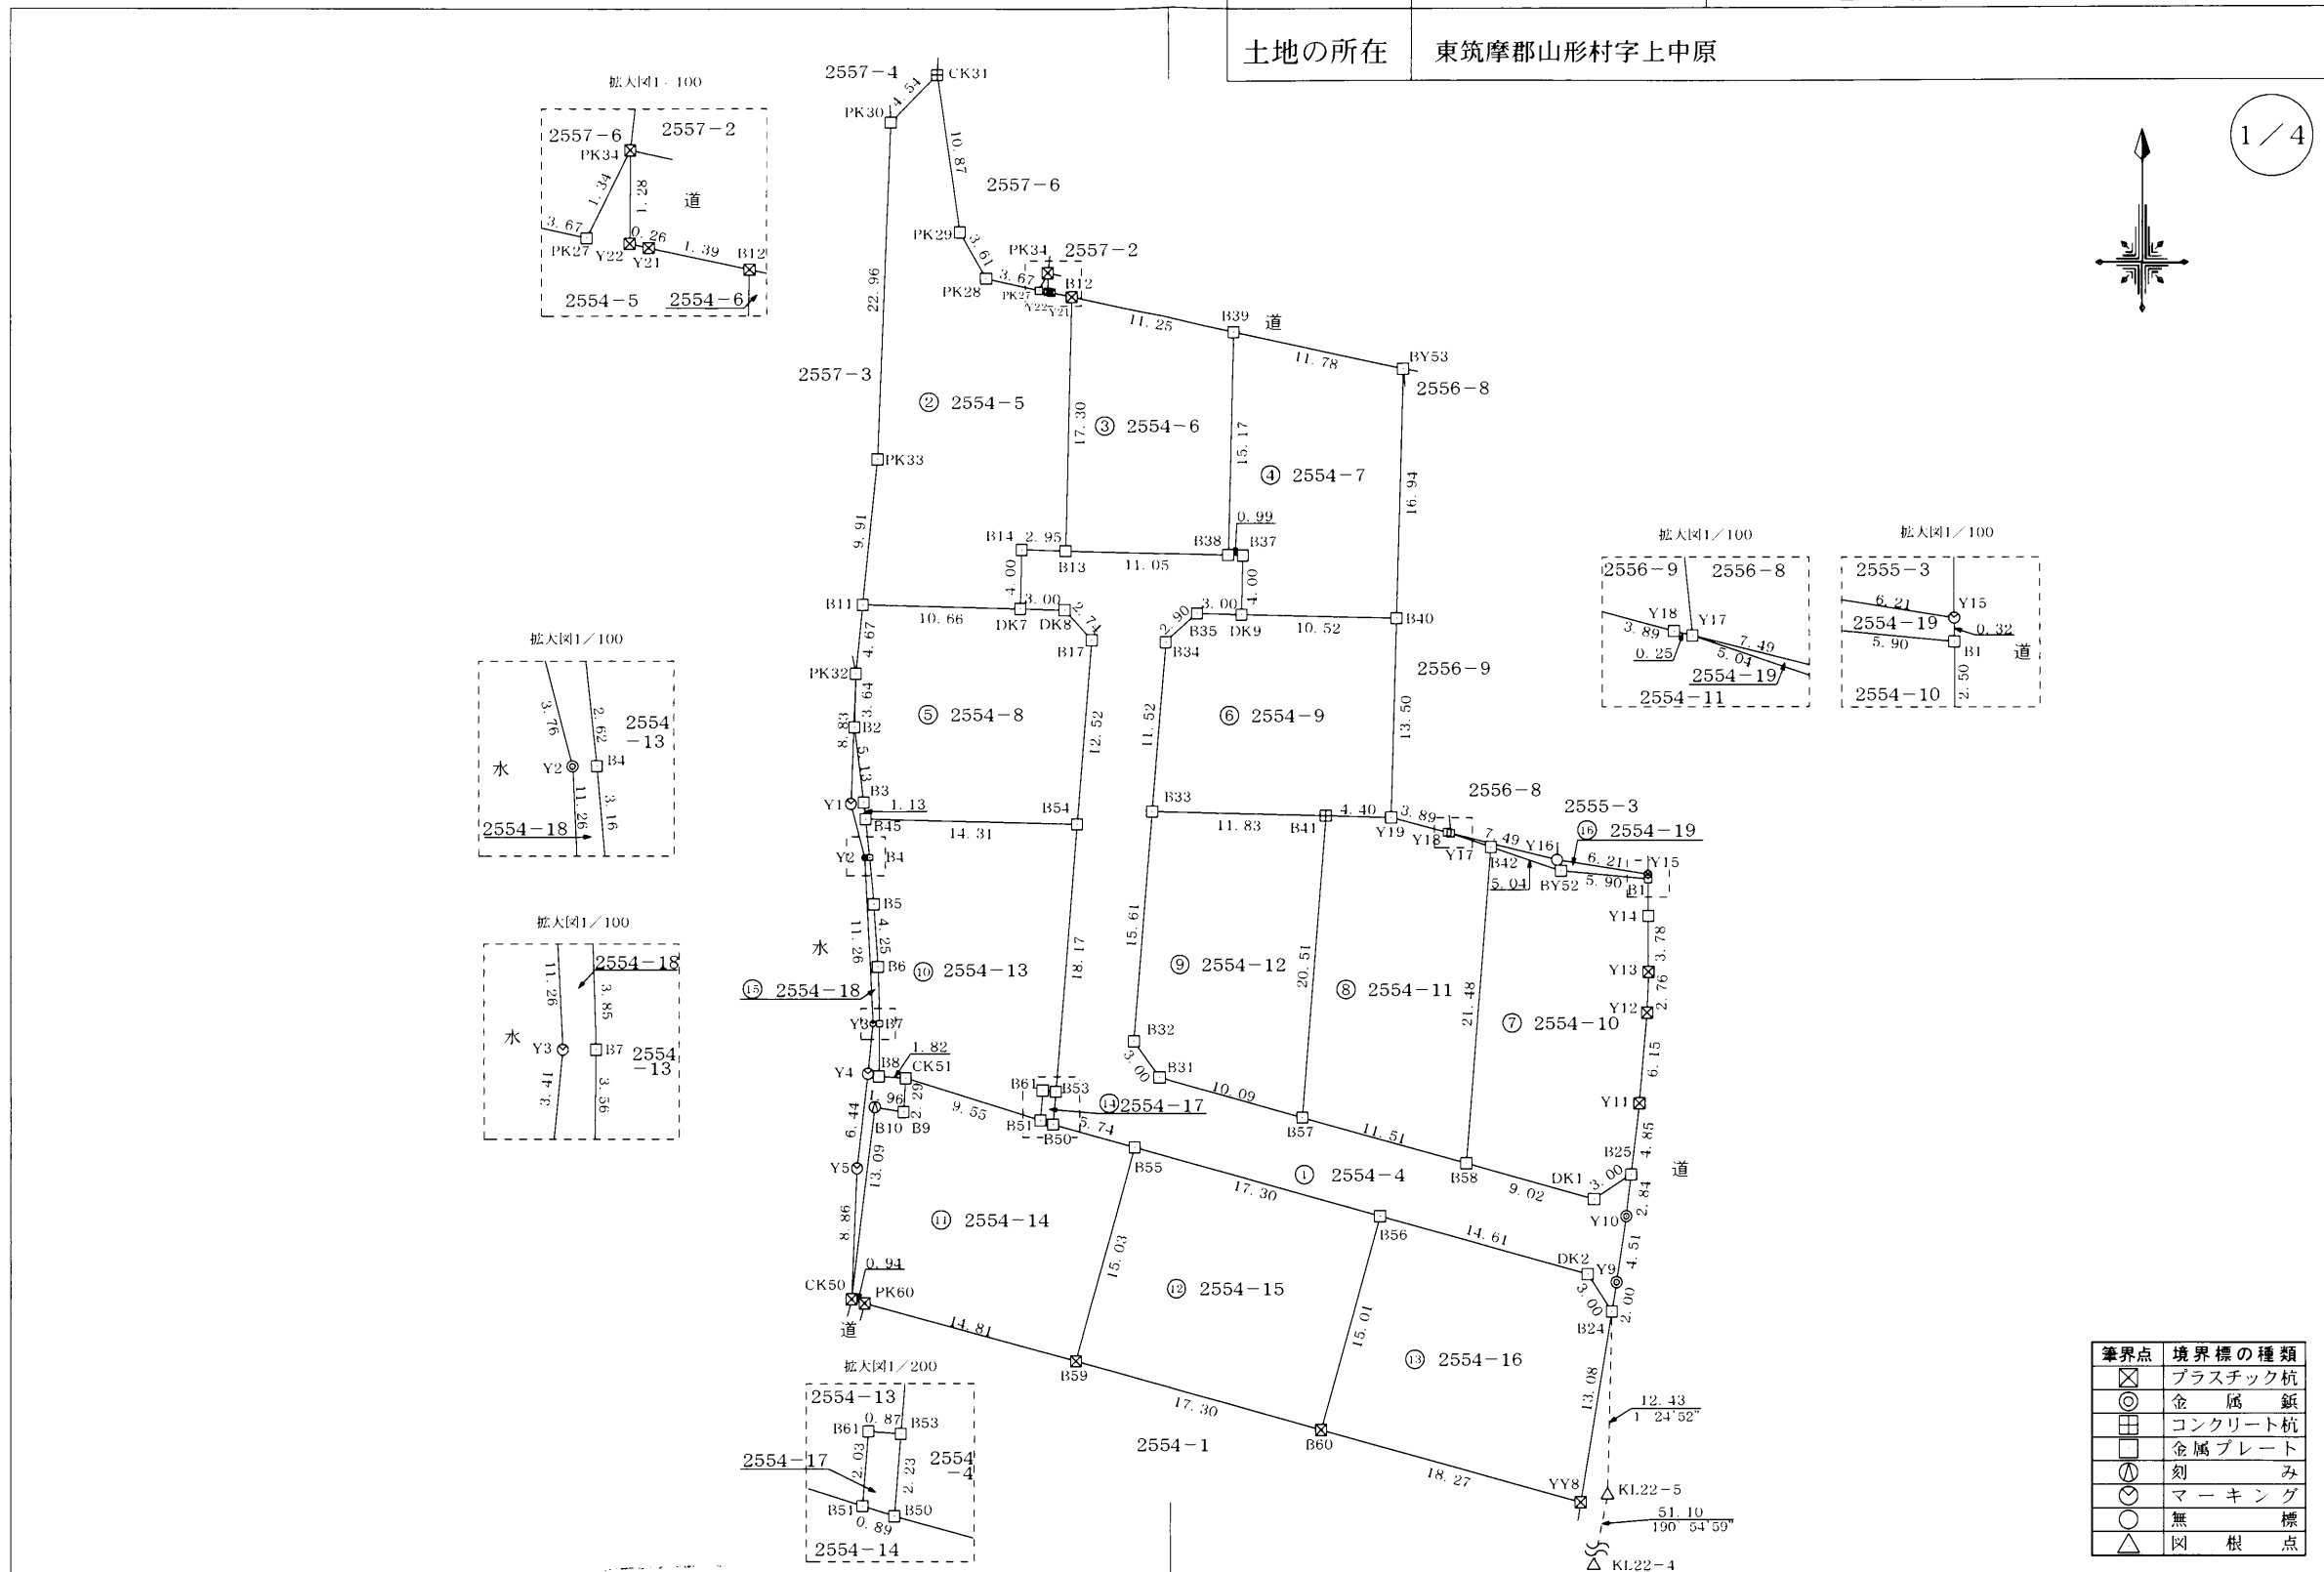 土地の所在 東筑摩郡山形村字上中原
1／4
拡大図1／100
2557－6 2557－2
PK34
1.34
1.28
道
3.67
PK27
0.26
Y22
Y21
1.39
B12
2554－5
2554－6
2557－4
CK31
4.54
PK30
10.87
2557－6
22.96
PK29
3.61
PK34
2557－2
PK28
3.67
PK27
Y22
Y21
B12
11.25
B39
道
11.78
BY53
2556－8
2557－3
② 2554－5
③ 2554－6
④ 2554－7
17.30
15.17
16.94
PK33
9.91
B14
2.95
B13
11.05
B38
0.99
B37
4.00
4.00
B11
10.66
DK7
3.00
DK8
2.74
B17
2.90
B34
3.00
B35
DK9
10.52
B40
4.67
PK32
3.64
8.83
B2
5.13
⑤ 2554－8
12.52
11.52
⑥ 2554－9
13.50
2556－9
Y1
B3
1.13
B45
14.31
B54
B33
11.83
B41
4.40
Y19
3.89
Y18
Y17
2556－8
7.49
2555－3
⑯ 2554－19
Y16
6.21
Y15
B42
5.04
BY52
5.90
B1
Y14
3.78
Y13
2.76
Y12
6.15
Y11
4.85
B25
道
Y2
B4
B5
4.25
11.26
水
B6
⑩ 2554－13
⑮ 2554－18
18.17
15.61
⑨ 2554－12
20.51
⑧ 2554－11
21.48
⑦ 2554－10
Y3
B7
B8
1.82
CK51
Y4
1.96
2.29
B10
B9
9.55
B61
B53
⑭2554－17
B51
B50
5.74
B55
B32
3.00
B31
10.09
B57
11.51
B58
9.02
DK1
3.00
2.84
Y10
4.51
6.44
Y5
13.09
8.86
① 2554－4
17.30
⑪ 2554－14
15.03
B56
14.61
DK2
Y9
3.00
2.00
B24
⑫ 2554－15
15.01
⑬ 2554－16
13.08
CK50
0.94
PK60
道
14.81
B59
17.30
B60
18.27
YY8
2554－1
12.43
1°24′52″
KL22－5
51.10
190°54′59″
KL22－4
拡大図1／100
3.76
2.62
2554
－13
水
Y2
B4
11.26
3.16
2554－18
拡大図1／100
11.26
2554－18
3.85
水
Y3
B7
2554
－13
3.41
3.56
拡大図1／100
2556－9 2556－8
Y18
Y17
3.89
0.25
7.49
5.04
2554－19
2554－11
拡大図1／100
2555－3
6.21
Y15
2554－19
0.32
5.90
B1
道
2554－10
2.50
拡大図1／200
2554－13
0.87
B61
B53
2.03
2554－17
2.23
2554
－4
B51
B50
0.89
2554－14
筆界点 境界標の種類
プラスチック杭
金属鋲
コンクリート杭
金属プレート
刻み
マーキング
無標
図根点